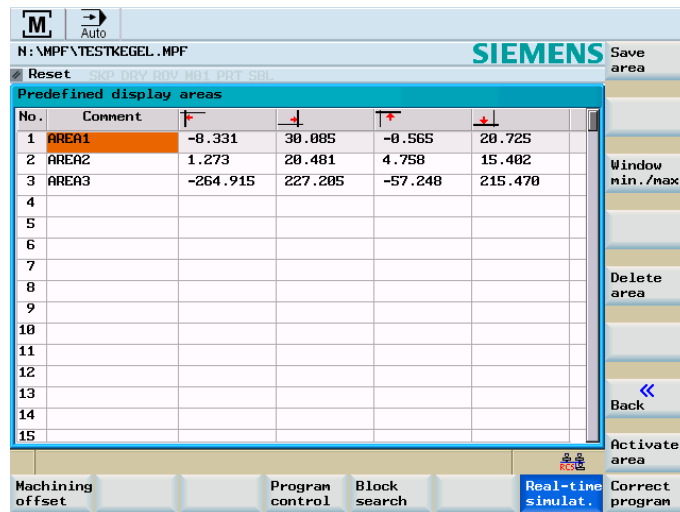 M
Auto
N:\MPF\TESTKEGEL.MPF
SIEMENS
Save
area
Reset SKP DRY ROV M01 PRT SBL
Predefined display areas
No. Comment
1 AREA1 -8.331 30.085 -0.565 20.725
2 AREA2 1.273 20.481 4.758 15.402
3 AREA3 -264.915 227.205 -57.248 215.470
4
5
6
7
8
9
10
11
12
13
14
15
Window
min./max
Delete
area
«
Back
Activate
area
RCS
Machining
offset
Program
control
Block
search
Real-time
simulat.
Correct
program